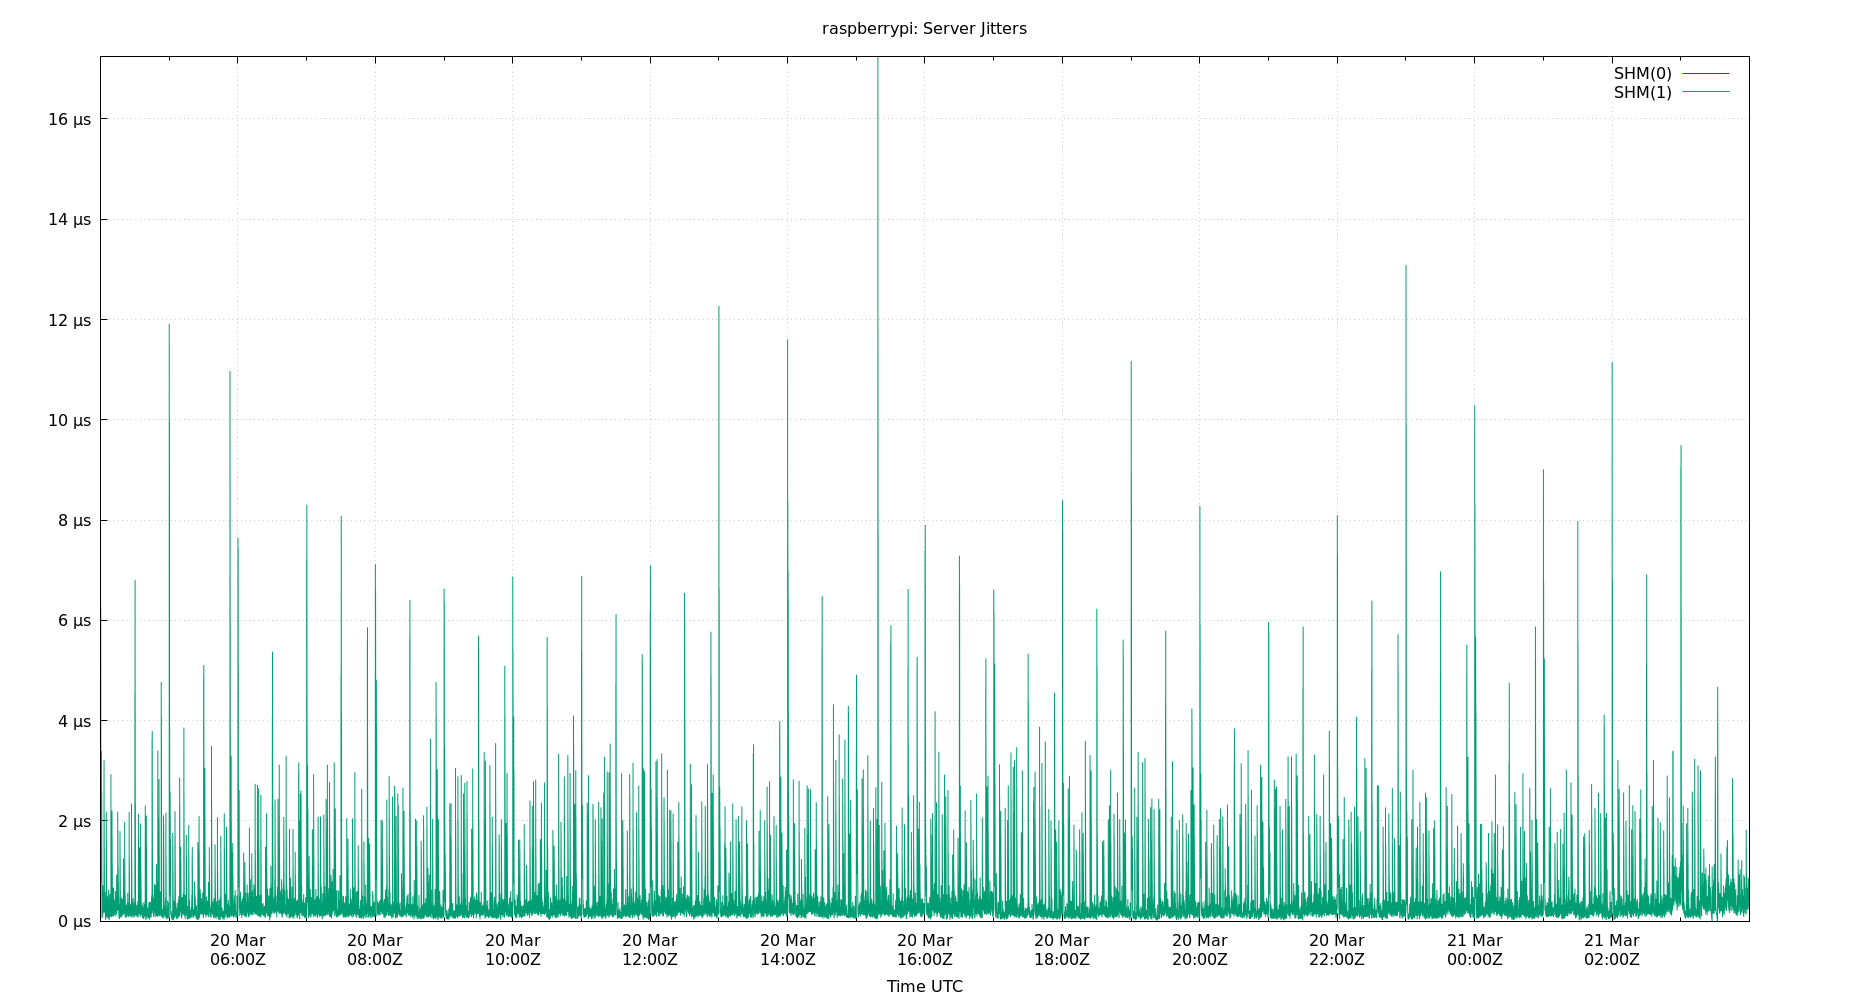 raspberrypi: Server Jitters
SHM(0)
SHM(1)
16 µs
14 µs
12 µs
10 µs
8 µs
6 µs
4 µs
2 µs
0 µs
20 Mar 20 Mar 20 Mar 20 Mar 20 Mar 20 Mar 20 Mar 20 Mar 20 Mar 21 Mar 21 Mar
06:00Z 08:00Z 10:00Z 12:00Z 14:00Z 16:00Z 18:00Z 20:00Z 22:00Z 00:00Z 02:00Z
Time UTC